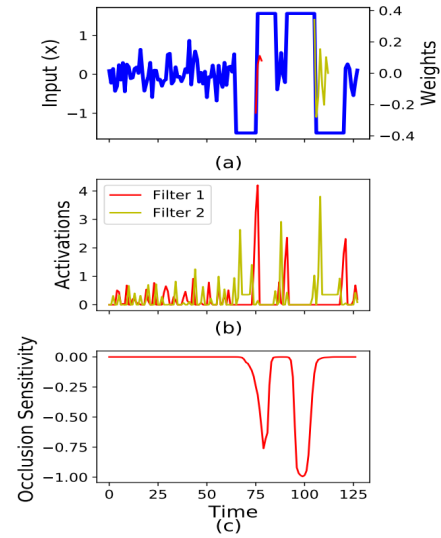 Input (x)
1
0
−1
0.4
0.2
0.0
−0.2
−0.4
Weights
(a)
Activations
4
3
2
1
0
Filter 1
Filter 2
(b)
Occlusion Sensitivity
0.00
−0.25
−0.50
−0.75
−1.00
0 25 50 75 100 125
Time
(c)